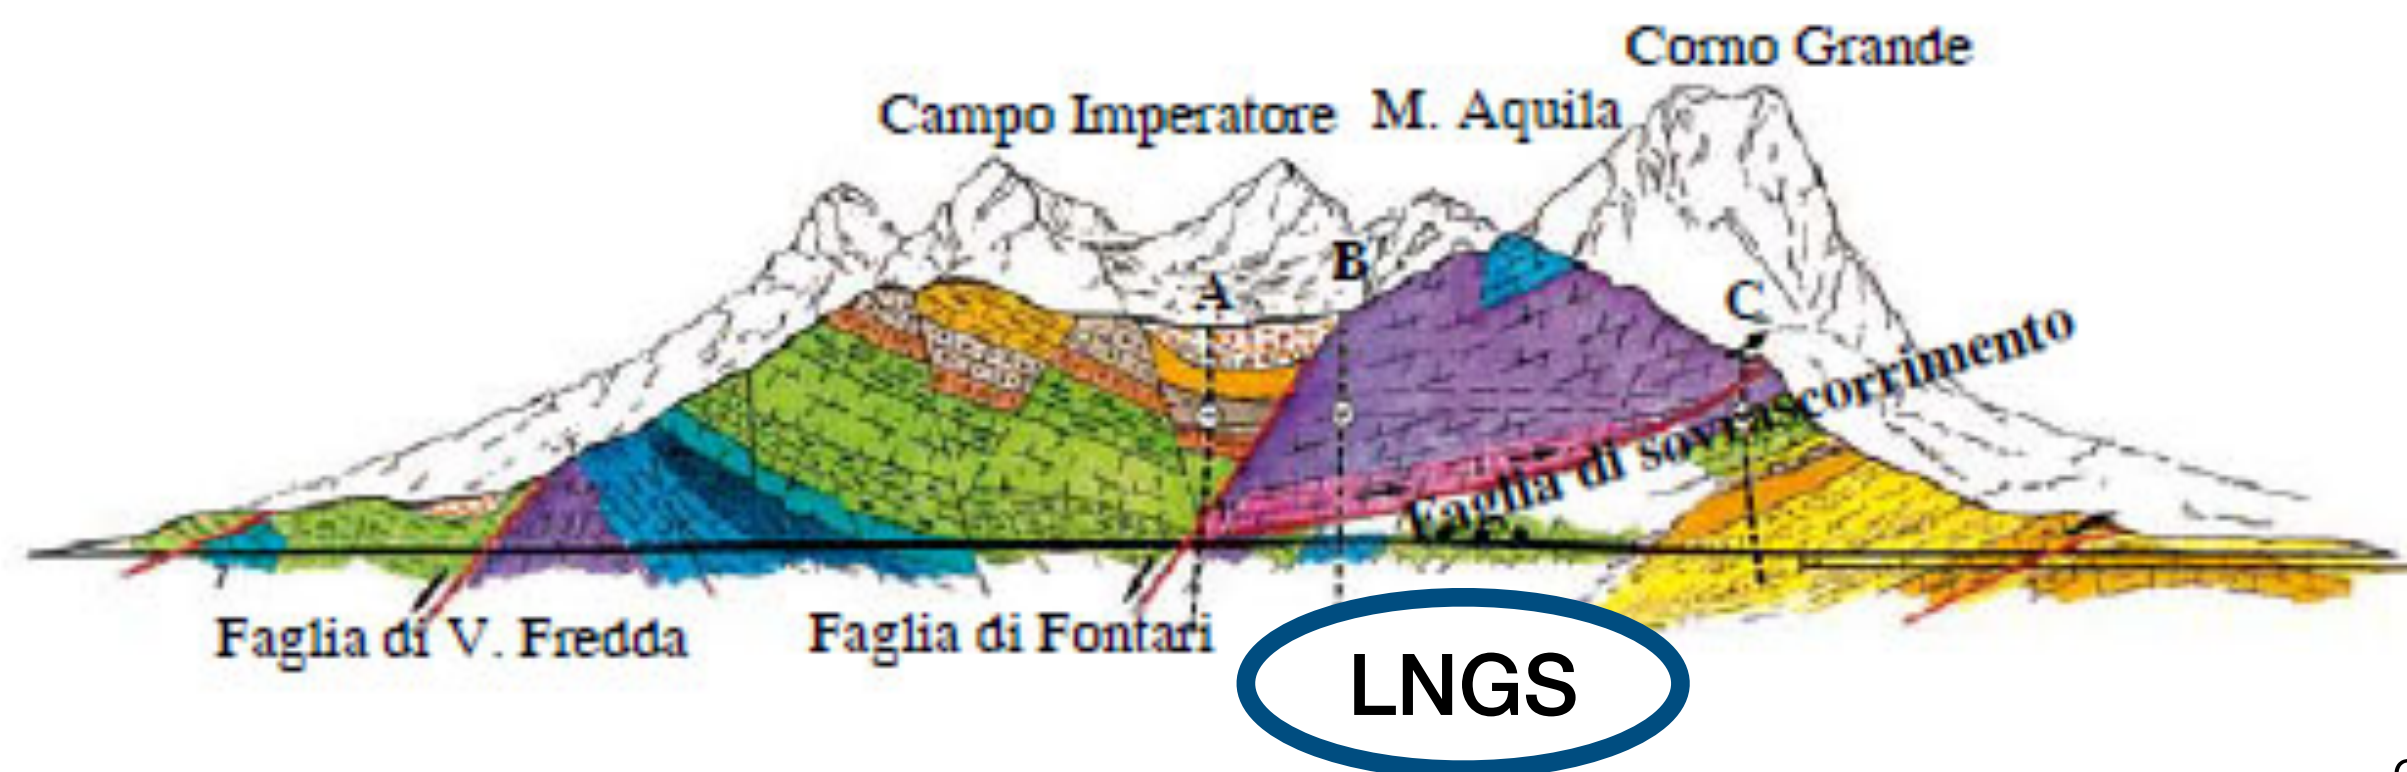 Corno Grande
Campo Imperatore
M. Aquila
B
A
C
Faglia di sovrascorrimento
Faglia di V. Fredda
Faglia di Fontari
LNGS